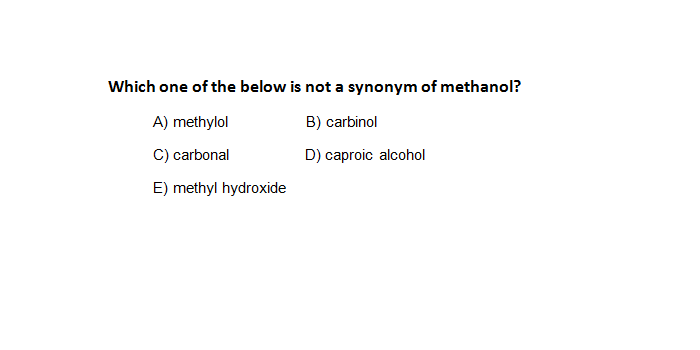 Which one of the below is not a synonym of methanol?
A) methylol B) carbinol
C) carbonal D) caproic alcohol
E) methyl hydroxide